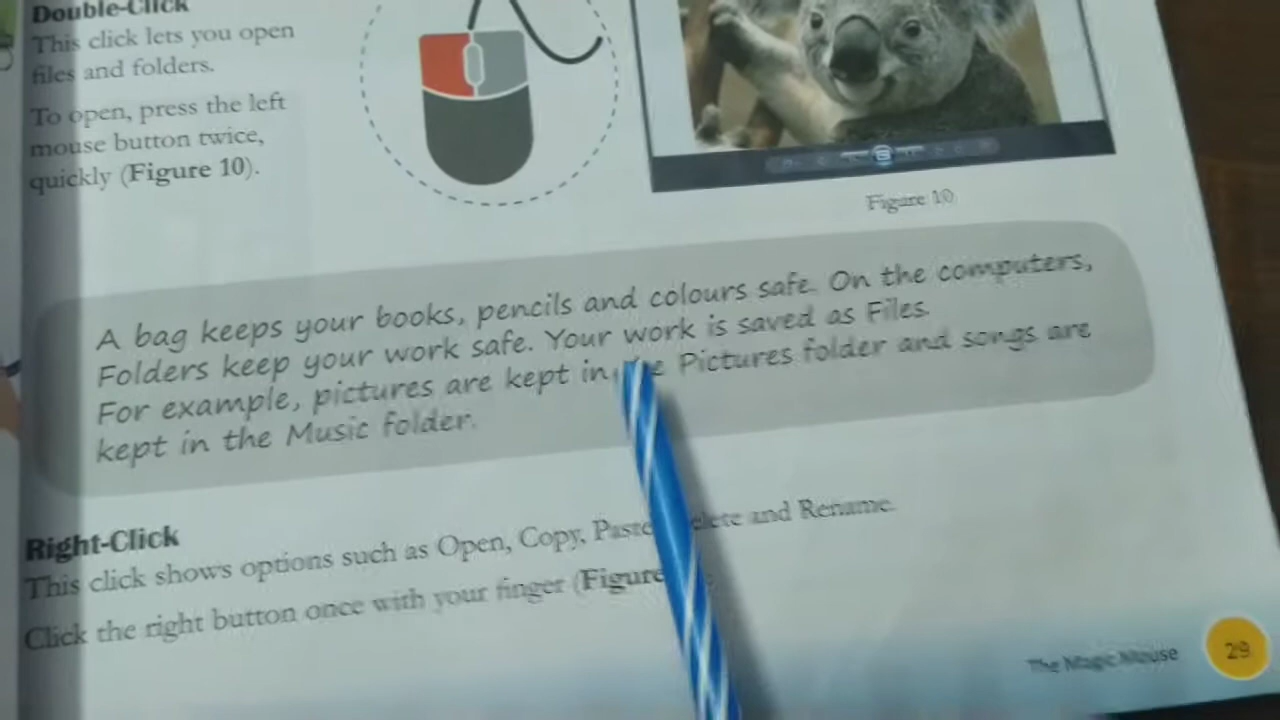 Double-Click
This click lets you open
files and folders.
To open, press the left
mouse button twice,
quickly (Figure 10).
Figure 10
A bag keeps your books, pencils and colours safe. On the computers,
Folders keep your work safe. Your work is saved as Files.
For example, pictures are kept in the Pictures folder and songs are
kept in the Music folder.
Right-Click
This click shows options such as Open, Copy, Paste, Delete and Rename.
Click the right button once with your finger (Figure
The Magic Mouse
29